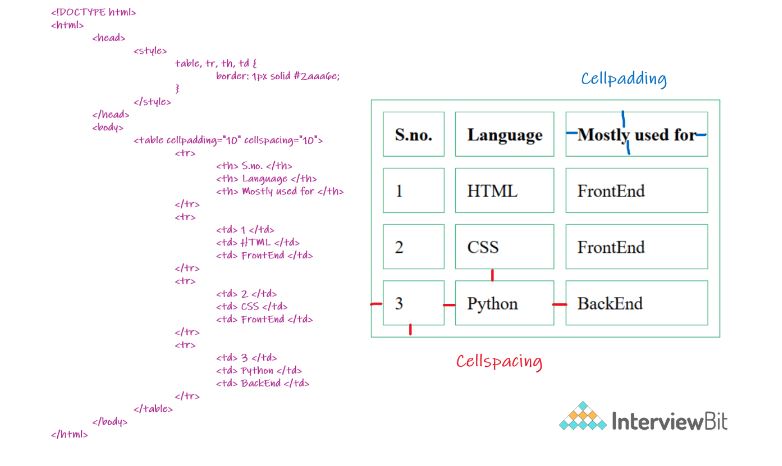 <!DOCTYPE html>
<html>
<head>
<style>
table, tr, th, td {
border: 1px solid #2aaa6e;
}
</style>
</head>
<body>
<table cellpadding="10" cellspacing="10">
<tr>
<th> S.no. </th>
<th> Language </th>
<th> Mostly used for </th>
</tr>
<tr>
<td> 1 </td>
<td> HTML </td>
<td> FrontEnd </td>
</tr>
<tr>
<td> 2 </td>
<td> CSS </td>
<td> FrontEnd </td>
</tr>
<tr>
<td> 3 </td>
<td> Python </td>
<td> BackEnd </td>
</tr>
</table>
</body>
</html>
Cellpadding
S.no. Language Mostly used for
1 HTML FrontEnd
2 CSS FrontEnd
3 Python BackEnd
Cellspacing
InterviewBit